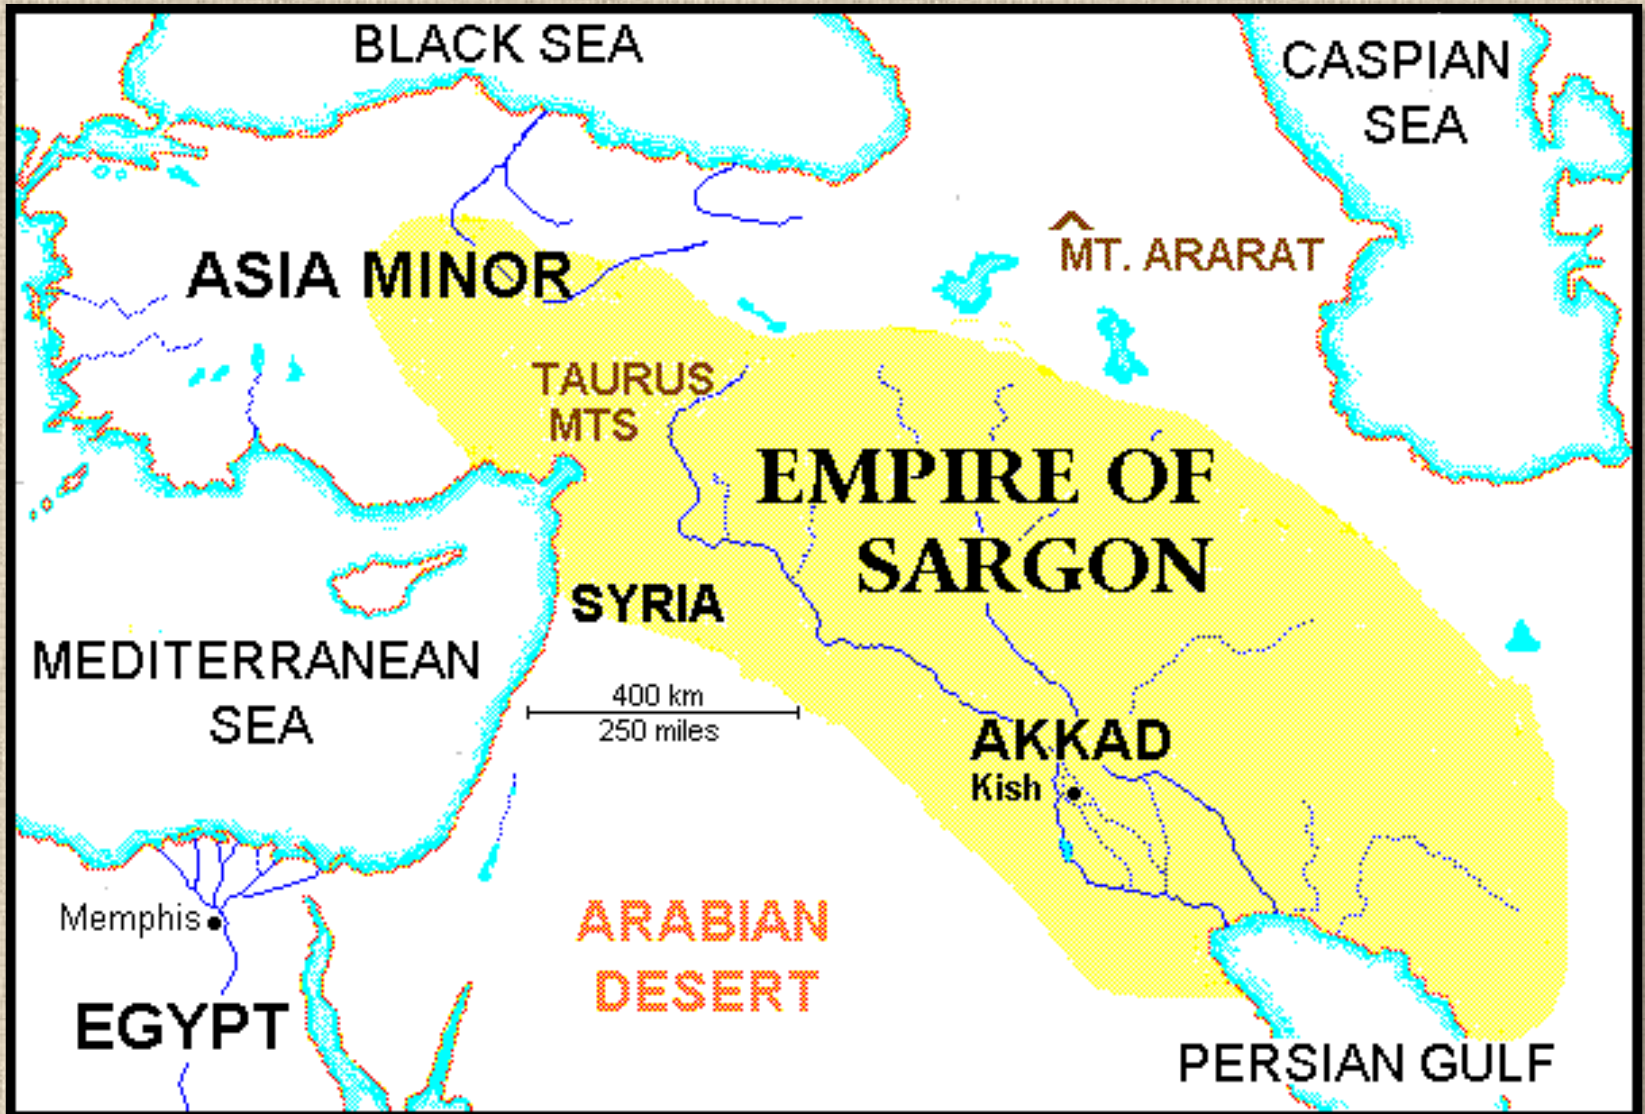 BLACK SEA
CASPIAN
SEA
MT. ARARAT
ASIA MINOR
TAURUS
MTS
EMPIRE OF
SARGON
SYRIA
MEDITERRANEAN
SEA
400 km
250 miles
AKKAD
Kish
Memphis
ARABIAN
DESERT
EGYPT
PERSIAN GULF